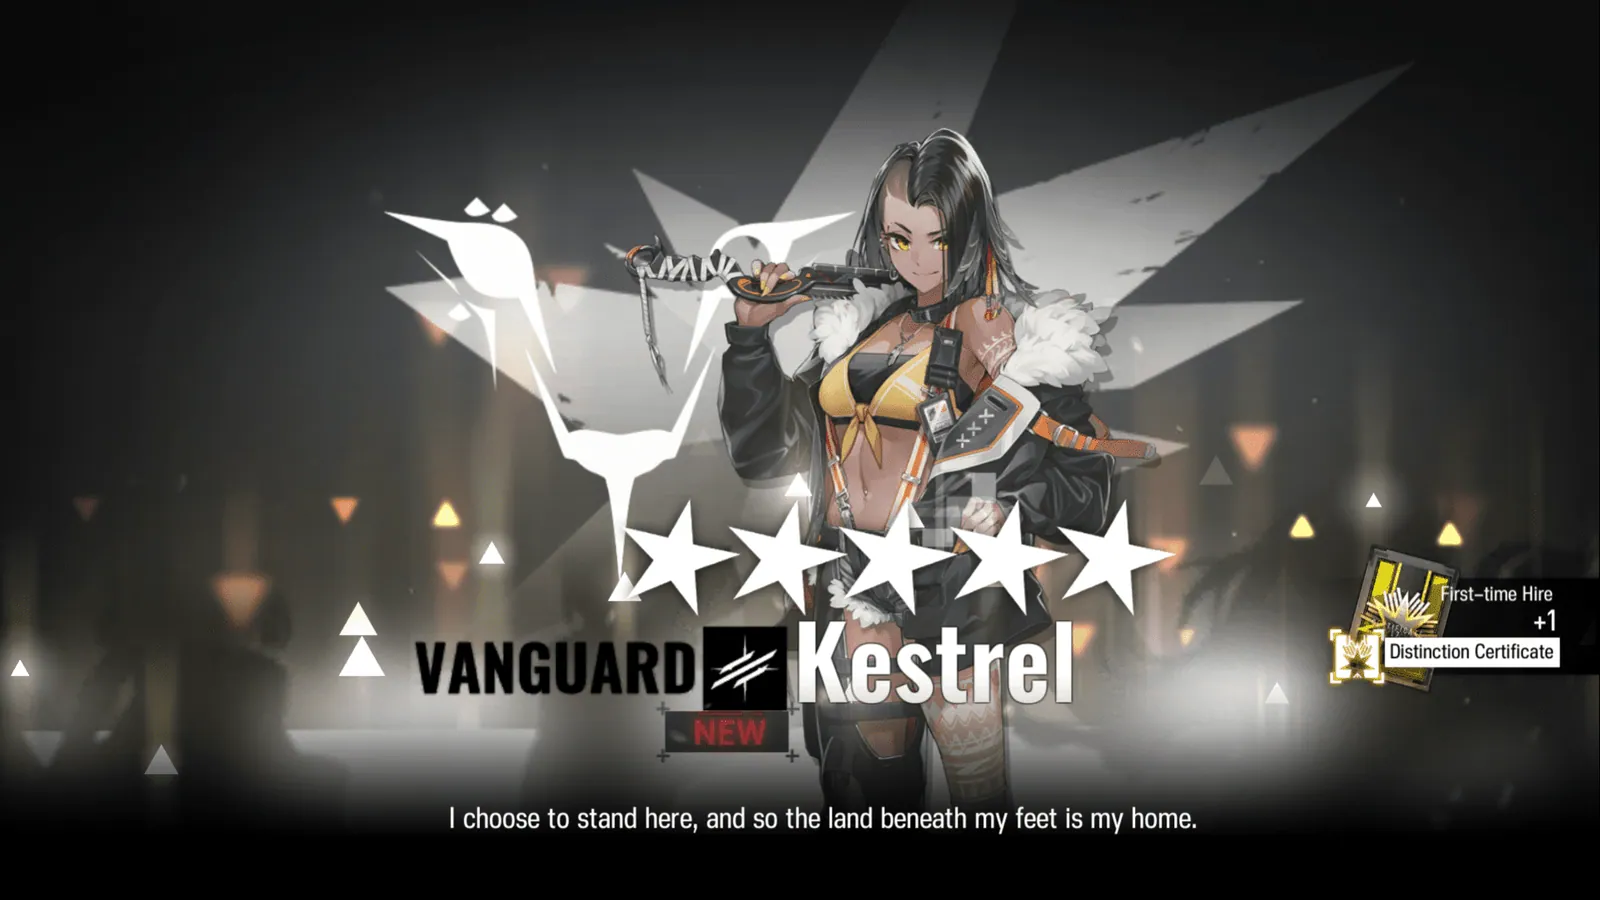 First-time Hire
+1
Distinction Certificate
VANGUARD Kestrel
NEW
I choose to stand here, and so the land beneath my feet is my home.